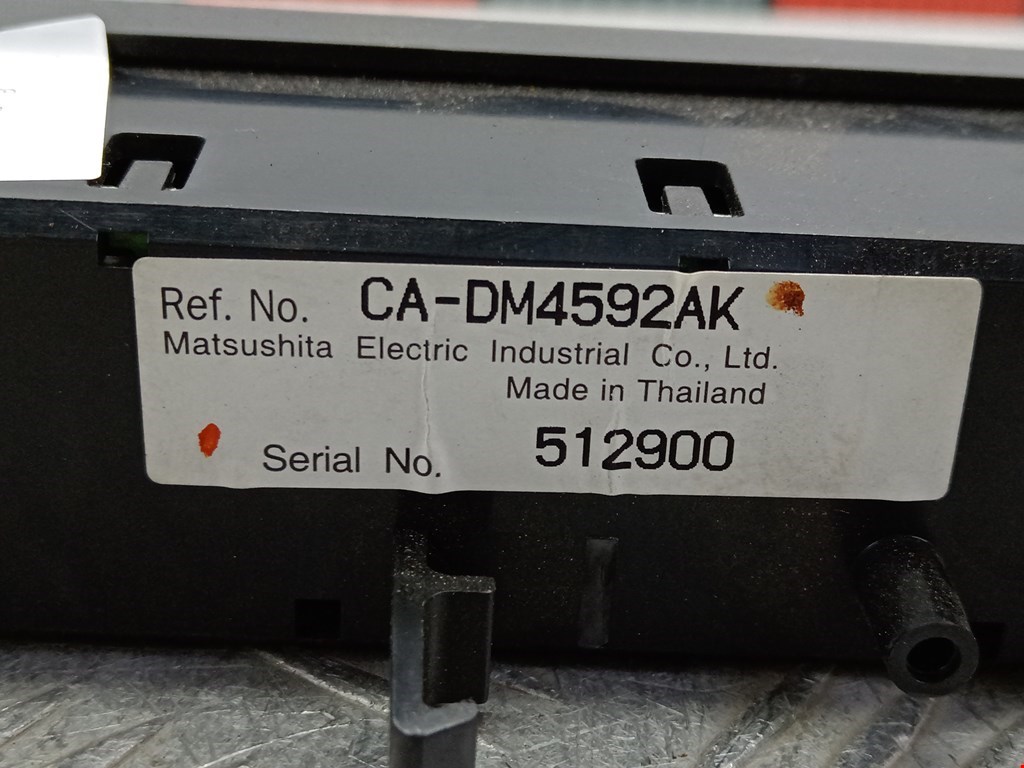 Ref. No. CA-DM4592AK
Matsushita Electric Industrial Co., Ltd.
Made in Thailand
Serial No. 512900